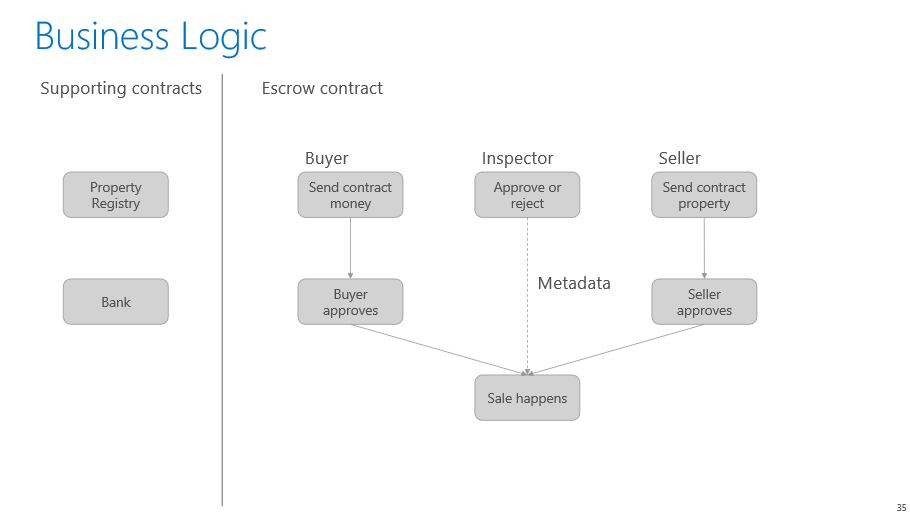 Business Logic
Supporting contracts
Escrow contract
Property
Registry
Bank
Buyer
Inspector
Seller
Send contract
money
Approve or
reject
Send contract
property
Metadata
Buyer
approves
Seller
approves
Sale happens
35